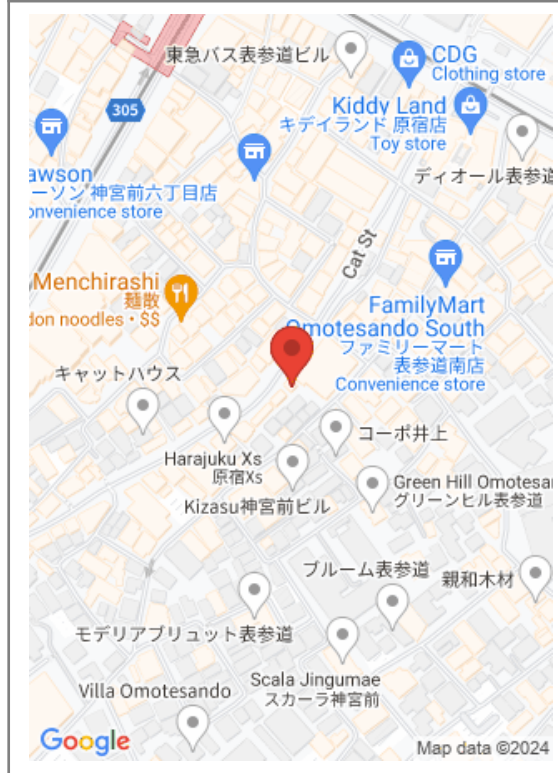 東急バス表参道ビル
CDG
Clothing store
305
Kiddy Land
キデイランド 原宿店
Toy store
ディオール表参道
awson
ーソン 神宮前六丁目店
onvenience store
Cat St
Menchirashi
麺散
don noodles • $$
FamilyMart
Omotesando South
ファミリーマート
表参道南店
Convenience store
キャットハウス
コーポ井上
Harajuku Xs
原宿Xs
Green Hill Omotesan
グリーンヒル表参道
Kizasu神宮前ビル
ブルーム表参道
親和木材
モデリアブリュット表参道
Scala Jingumae
スカーラ神宮前
Villa Omotesando
Google
Map data ©2024